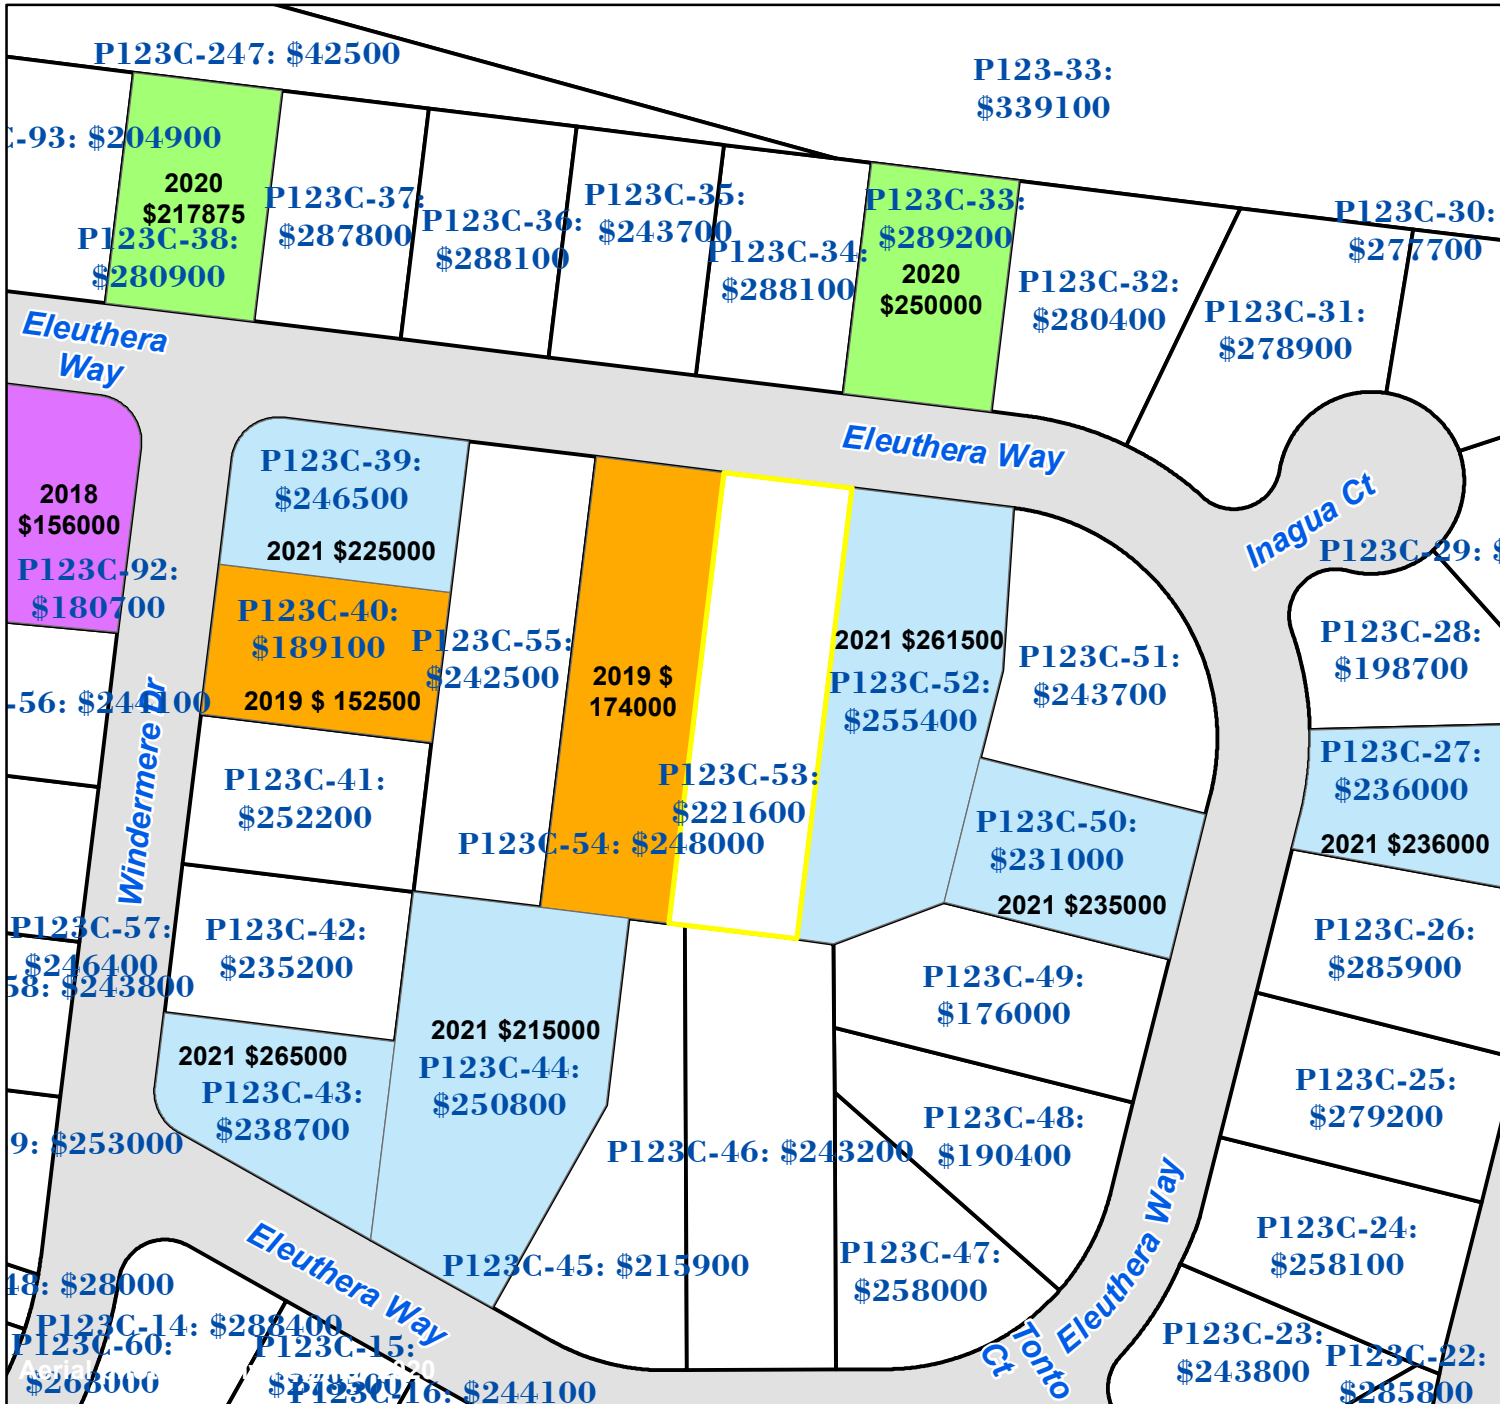 P123C-247: $42500
P123-33:
$339100
-93: $204900
2020
$217875
P123C-38:
$280900
P123C-37:
$287800
P123C-36:
$288100
P123C-35:
$243700
P123C-34:
$288100
P123C-33:
$289200
2020
$250000
P123C-32:
$280400
P123C-31:
$278900
P123C-30:
$277700
Eleuthera
Way
Eleuthera Way
Inagua Ct
P123C-29: $
2018
$156000
P123C-92:
$180700
P123C-39:
$246500
2021 $225000
P123C-40:
$189100
2019 $ 152500
P123C-55:
$242500
2019 $
174000
2021 $261500
P123C-52:
$255400
P123C-51:
$243700
P123C-28:
$198700
-56: $244100
Windermere Dr
P123C-41:
$252200
P123C-53:
$221600
P123C-54: $248000
P123C-50:
$231000
2021 $235000
P123C-27:
$236000
2021 $236000
P123C-57:
$246400
58: $243800
P123C-42:
$235200
P123C-26:
$285900
P123C-49:
$176000
2021 $265000
P123C-43:
$238700
2021 $215000
P123C-44:
$250800
P123C-25:
$279200
9: $253000
P123C-46: $243200
P123C-48:
$190400
Eleuthera Way
P123C-45: $215900
P123C-47:
$258000
Eleuthera Way
P123C-24:
$258100
48: $28000
P123C-14: $288400
P123C-60:
$268000
P123C-15:
P123C-16: $244100
Tonto
Ct
P123C-23:
$243800
P123C-22:
$285800
Aerial